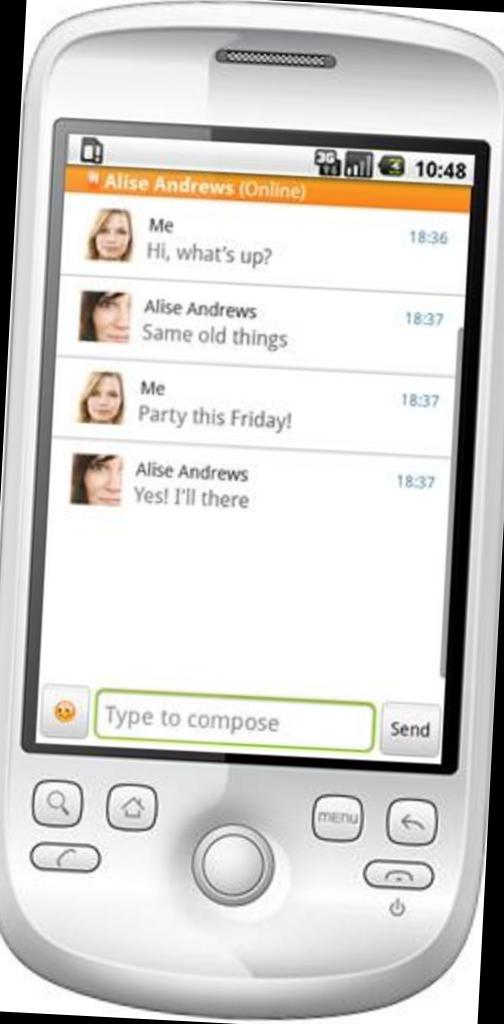 3G
10:48
Alise Andrews (Online)
Me
18:36
Hi, what's up?
Alise Andrews
18:37
Same old things
Me
18:37
Party this Friday!
Alise Andrews
18:37
Yes! I'll there
Type to compose
Send
menu